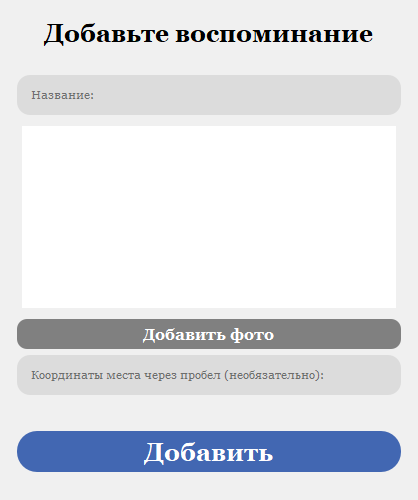 Добавьте воспоминание
Название:
Добавить фото
Координаты места через пробел (необязательно):
Добавить